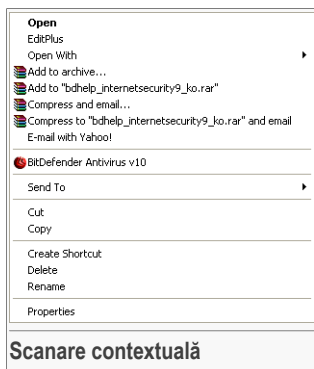 Open
EditPlus
Open With
Add to archive...
Add to "bdhelp_internetsecurity9_ko.rar"
Compress and email...
Compress to "bdhelp_internetsecurity9_ko.rar" and email
E-mail with Yahoo!
BitDefender Antivirus v10
Send To
Cut
Copy
Create Shortcut
Delete
Rename
Properties
Scanare contextuală